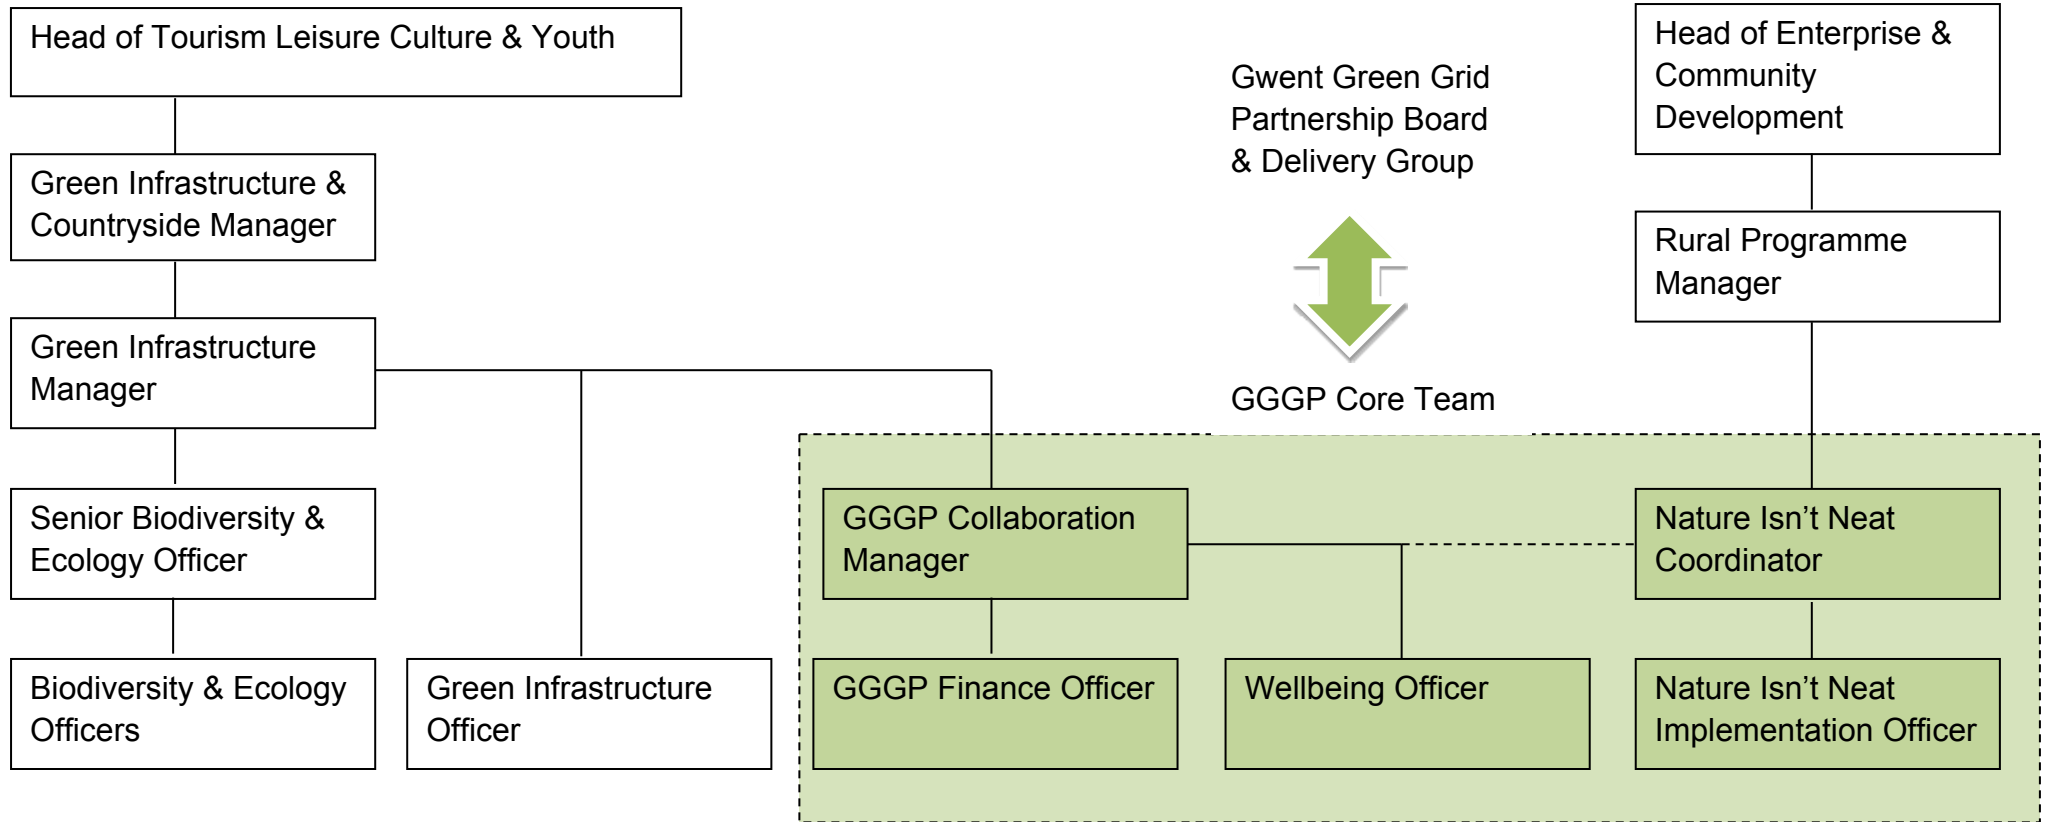 Head of Tourism Leisure Culture & Youth
Green Infrastructure &
Countryside Manager
Green Infrastructure
Manager
Senior Biodiversity &
Ecology Officer
Biodiversity & Ecology
Officers
Green Infrastructure
Officer
Gwent Green Grid
Partnership Board
& Delivery Group
GGGP Core Team
GGGP Collaboration
Manager
GGGP Finance Officer
Wellbeing Officer
Head of Enterprise &
Community
Development
Rural Programme
Manager
Nature Isn’t Neat
Coordinator
Nature Isn’t Neat
Implementation Officer